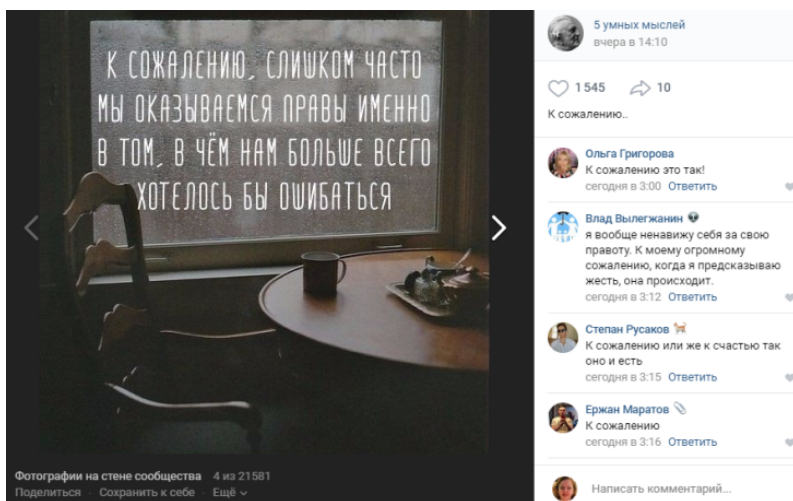 К СОЖАЛЕНИЮ, СЛИШКОМ ЧАСТО
МЫ ОКАЗЫВАЕМСЯ ПРАВЫ ИМЕННО
В ТОМ, В ЧЁМ НАМ БОЛЬШЕ ВСЕГО
ХОТЕЛОСЬ БЫ ОШИБАТЬСЯ
Фотографии на стене сообщества 4 из 21581
Поделиться · Сохранить к себе · Ещё
5 умных мыслей
вчера в 14:10
1545 10
К сожалению..
Ольга Григорова
К сожалению это так!
сегодня в 3:00 Ответить
Влад Вылегжанин
я вообще ненавижу себя за свою
правоту. К моему огромному
сожалению, когда я предсказываю
жесть, она происходит.
сегодня в 3:12 Ответить
Степан Русаков
К сожалению или же к счастью так
оно и есть
сегодня в 3:15 Ответить
Ержан Маратов
К сожалению
сегодня в 3:16 Ответить
Написать комментарий...